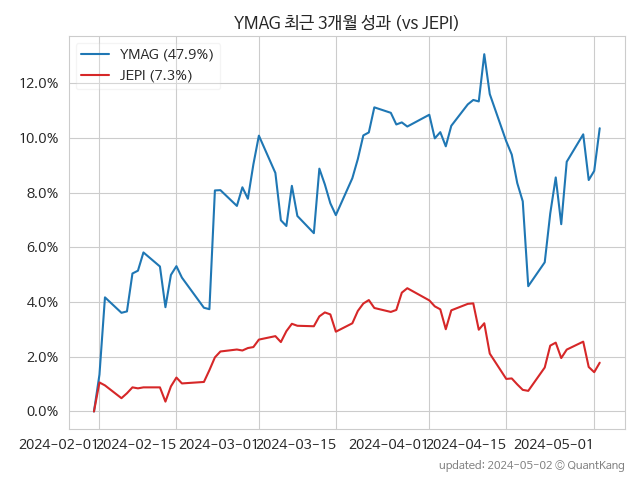 YMAG 최근 3개월 성과 (vs JEPI)
YMAG (47.9%)
JEPI (7.3%)
12.0%
10.0%
8.0%
6.0%
4.0%
2.0%
0.0%
2024-02-01 2024-02-15 2024-03-01 2024-03-15 2024-04-01 2024-04-15 2024-05-01
updated: 2024-05-02 © QuantKang